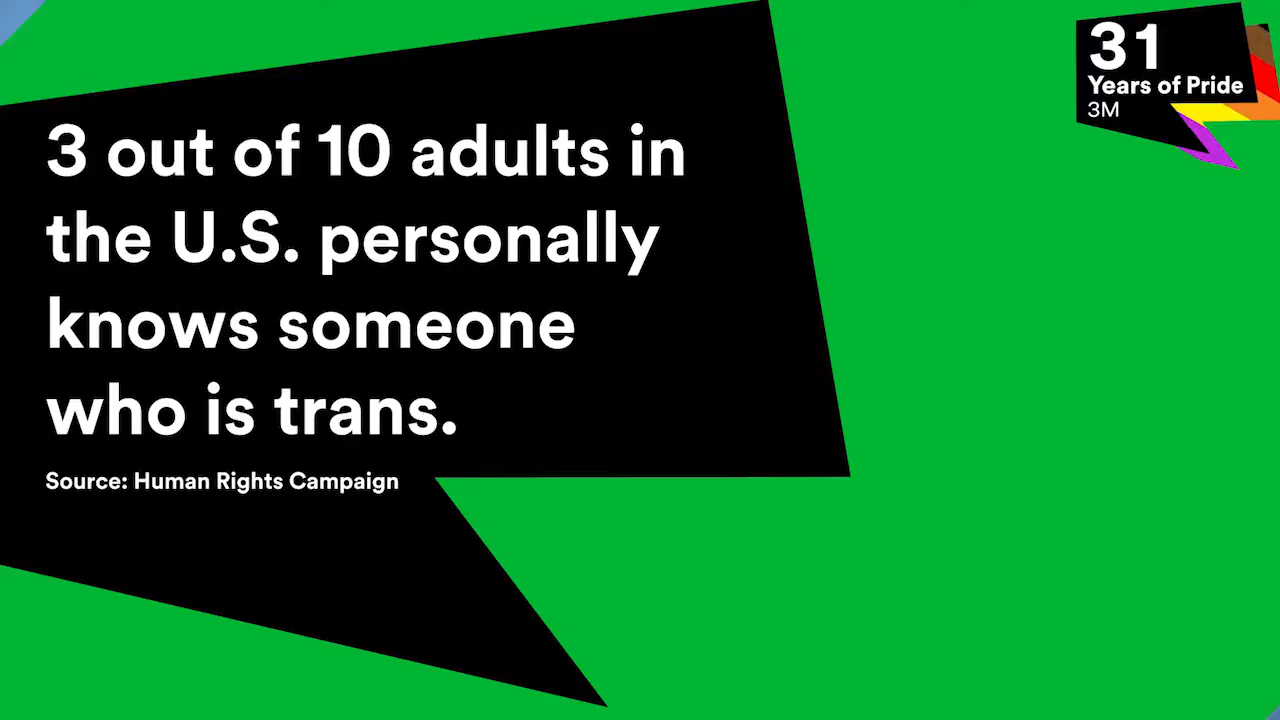 3 out of 10 adults in
the U.S. personally
knows someone
who is trans.
Source: Human Rights Campaign
31
Years of Pride
3M